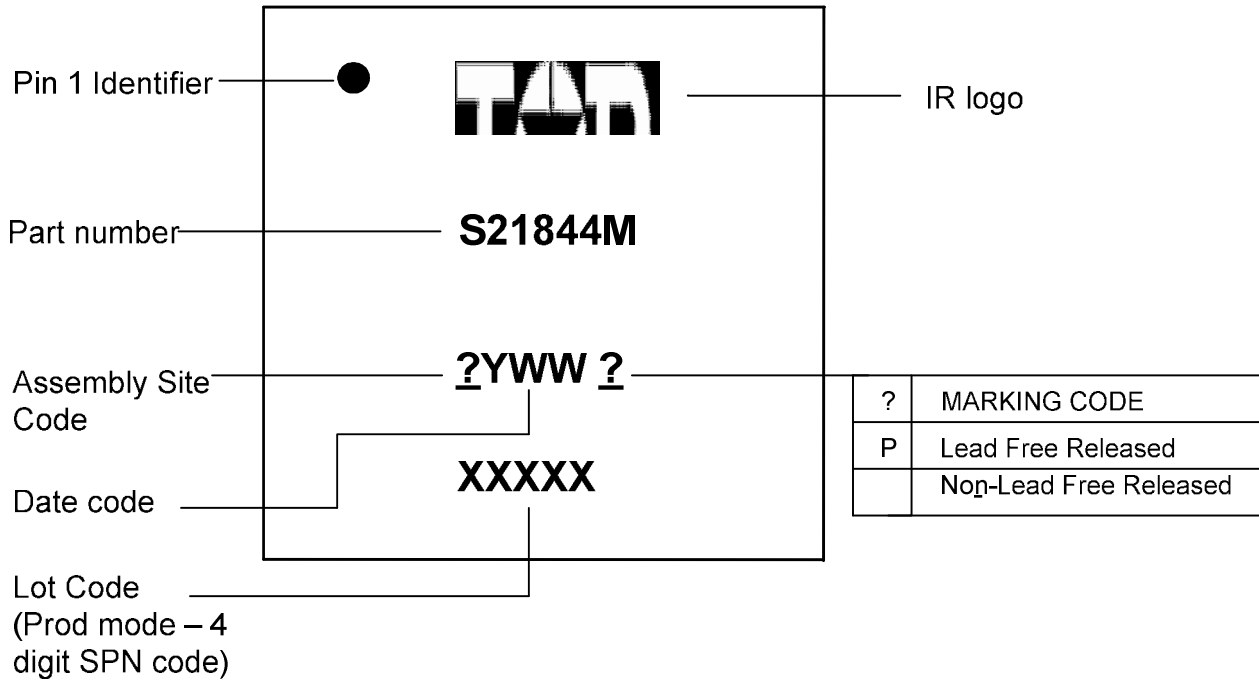 Pin 1 Identifier
IR logo
Part number
S21844M
Assembly Site
Code
?YWW ?
? MARKING CODE
P Lead Free Released
Non-Lead Free Released
Date code
XXXXX
Lot Code
(Prod mode – 4
digit SPN code)